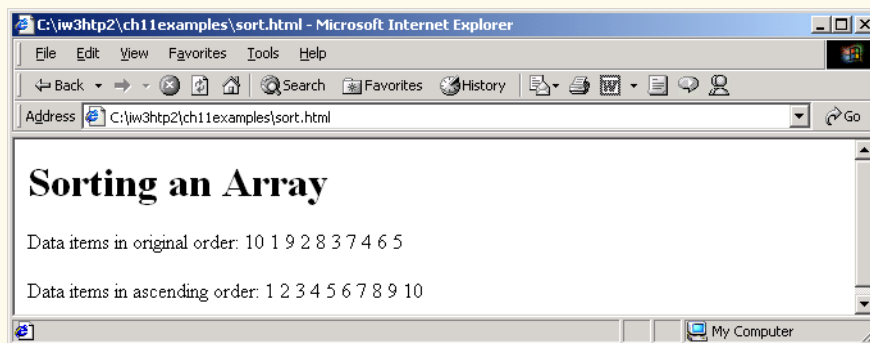 C:\iw3htp2\ch11examples\sort.html - Microsoft Internet Explorer
File Edit View Favorites Tools Help
Back Search Favorites History
Address C:\iw3htp2\ch11examples\sort.html Go
Sorting an Array
Data items in original order: 10 1 9 2 8 3 7 4 6 5
Data items in ascending order: 1 2 3 4 5 6 7 8 9 10
My Computer